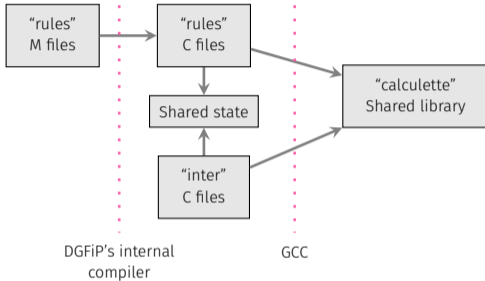 “rules”
M files
“rules”
C files
“calculette”
Shared library
Shared state
“inter”
C files
DGFiP’s internal
compiler
GCC